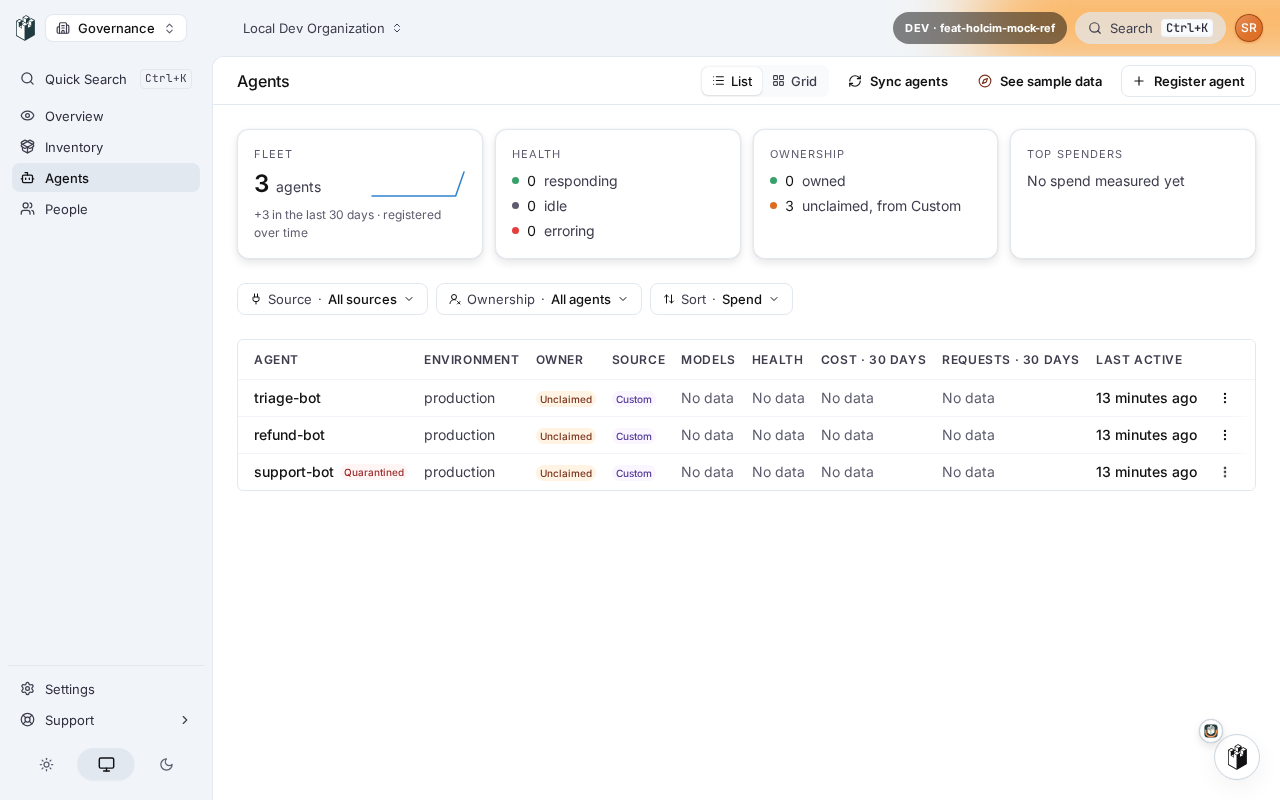 Governance
Local Dev Organization
DEV · feat-holcim-mock-ref
Search Ctrl+K
SR
Quick Search Ctrl+K
Overview
Inventory
Agents
People
Settings
Support
Agents
List
Grid
Sync agents
See sample data
Register agent
FLEET
3 agents
+3 in the last 30 days · registered
over time
HEALTH
0 responding
0 idle
0 erroring
OWNERSHIP
0 owned
3 unclaimed, from Custom
TOP SPENDERS
No spend measured yet
Source · All sources
Ownership · All agents
Sort · Spend
AGENT ENVIRONMENT OWNER SOURCE MODELS HEALTH COST · 30 DAYS REQUESTS · 30 DAYS LAST ACTIVE
triage-bot production Unclaimed Custom No data No data No data No data 13 minutes ago
refund-bot production Unclaimed Custom No data No data No data No data 13 minutes ago
support-bot Quarantined production Unclaimed Custom No data No data No data No data 13 minutes ago